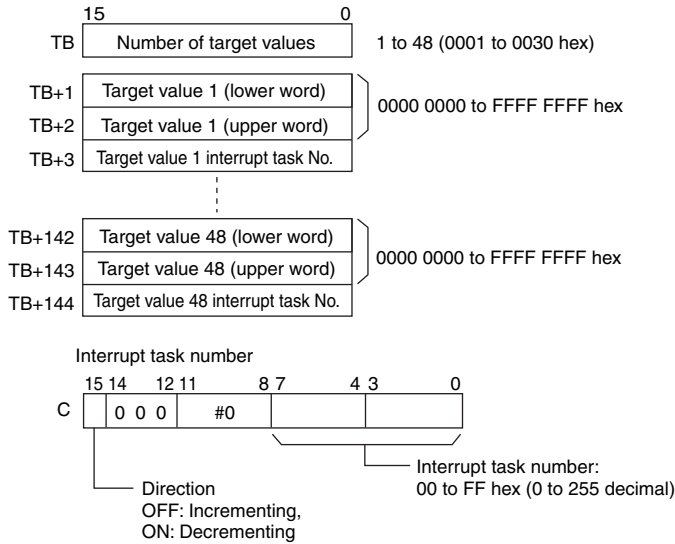 15 0
TB Number of target values 1 to 48 (0001 to 0030 hex)
TB+1 Target value 1 (lower word)
0000 0000 to FFFF FFFF hex
TB+2 Target value 1 (upper word)
TB+3 Target value 1 interrupt task No.
TB+142 Target value 48 (lower word)
0000 0000 to FFFF FFFF hex
TB+143 Target value 48 (upper word)
TB+144 Target value 48 interrupt task No.
Interrupt task number
15 14 12 11 8 7 4 3 0
C 0 0 0 #0
Interrupt task number:
00 to FF hex (0 to 255 decimal)
Direction
OFF: Incrementing,
ON: Decrementing